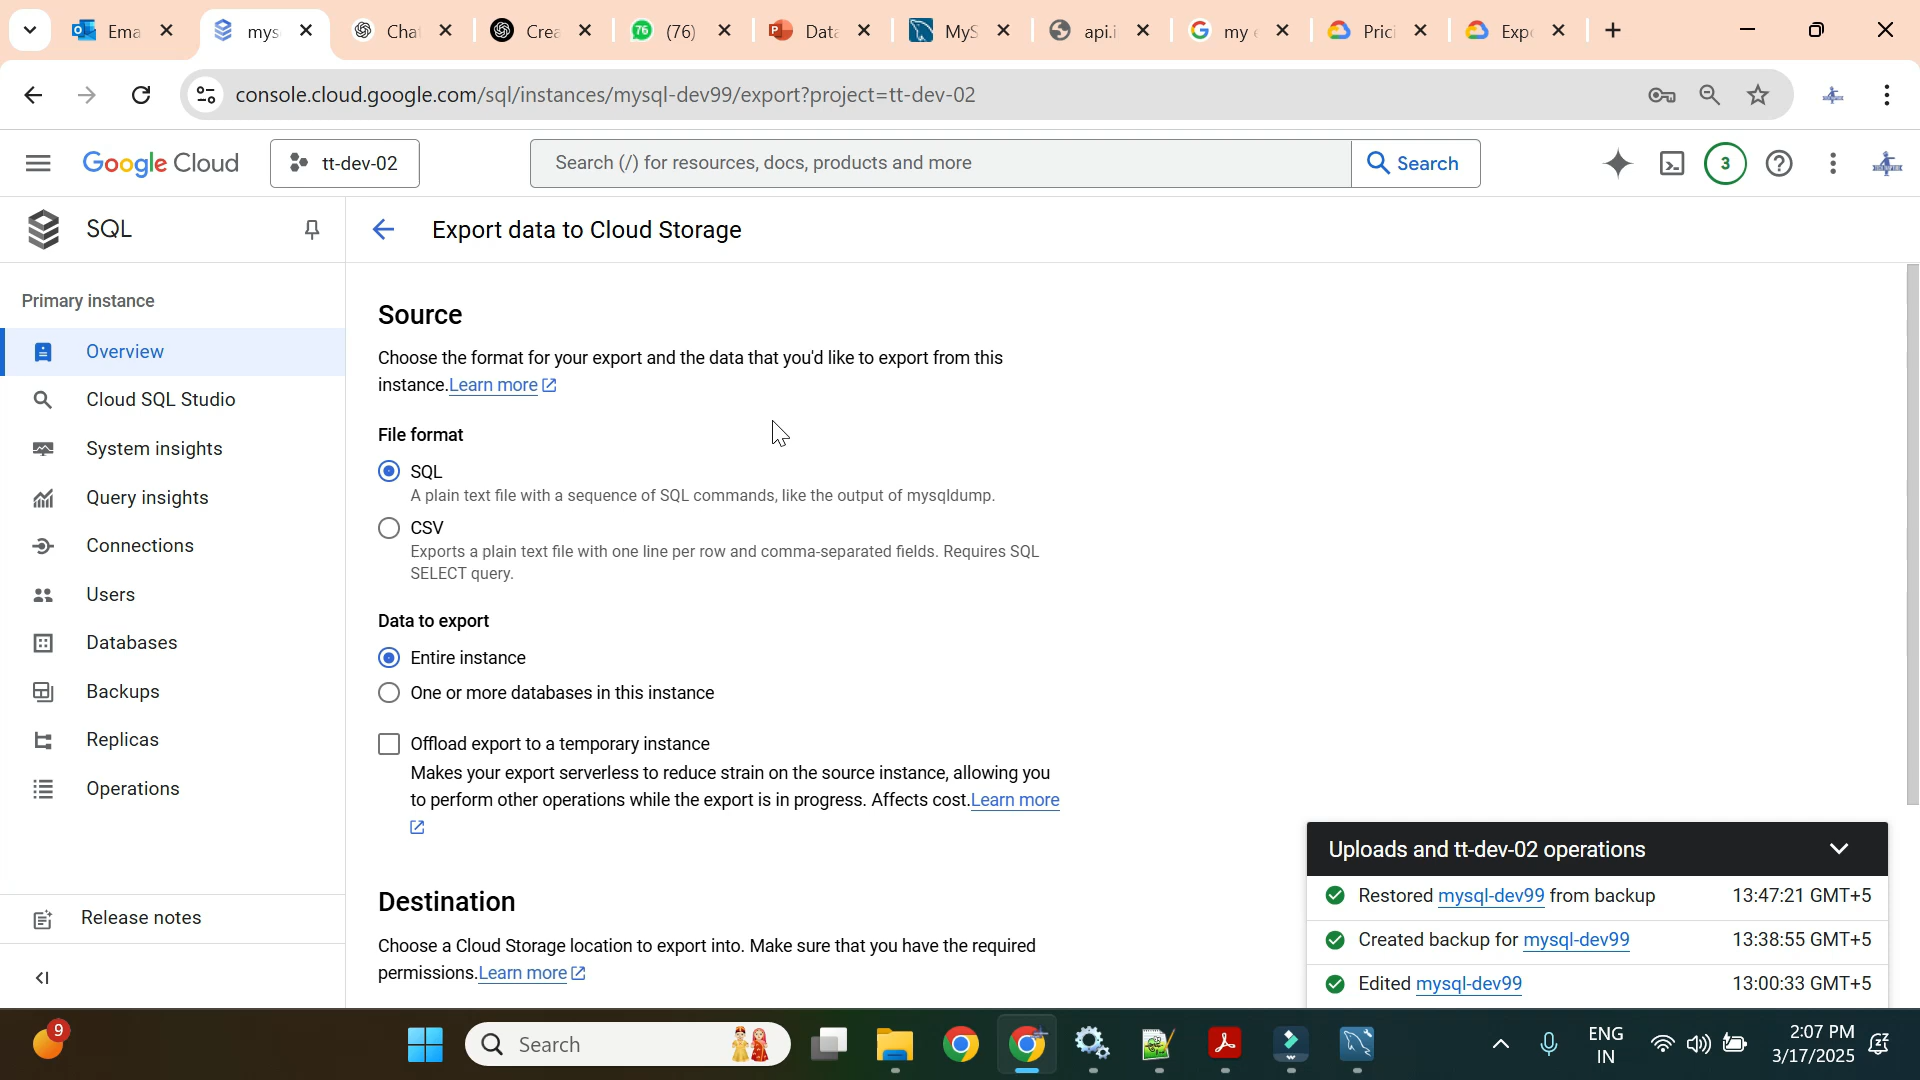 Ema
mys
Cha
Crea
76
(76)
Data
MyS
api.i
my e
Pric
Expo
console.cloud.google.com/sql/instances/mysql-dev99/export?project=tt-dev-02
Google Cloud
tt-dev-02
Search (/) for resources, docs, products and more
Search
3
SQL
Export data to Cloud Storage
Primary instance
Overview
Cloud SQL Studio
System insights
Query insights
Connections
Users
Databases
Backups
Replicas
Operations
Release notes
Source
Choose the format for your export and the data that you'd like to export from this
instance.Learn more
File format
SQL
A plain text file with a sequence of SQL commands, like the output of mysqldump.
CSV
Exports a plain text file with one line per row and comma-separated fields. Requires SQL
SELECT query.
Data to export
Entire instance
One or more databases in this instance
Offload export to a temporary instance
Makes your export serverless to reduce strain on the source instance, allowing you
to perform other operations while the export is in progress. Affects cost.Learn more
Destination
Choose a Cloud Storage location to export into. Make sure that you have the required
permissions.Learn more
Uploads and tt-dev-02 operations
Restored mysql-dev99 from backup 13:47:21 GMT+5
Created backup for mysql-dev99 13:38:55 GMT+5
Edited mysql-dev99 13:00:33 GMT+5
9
Search
ENG
IN
2:07 PM
3/17/2025